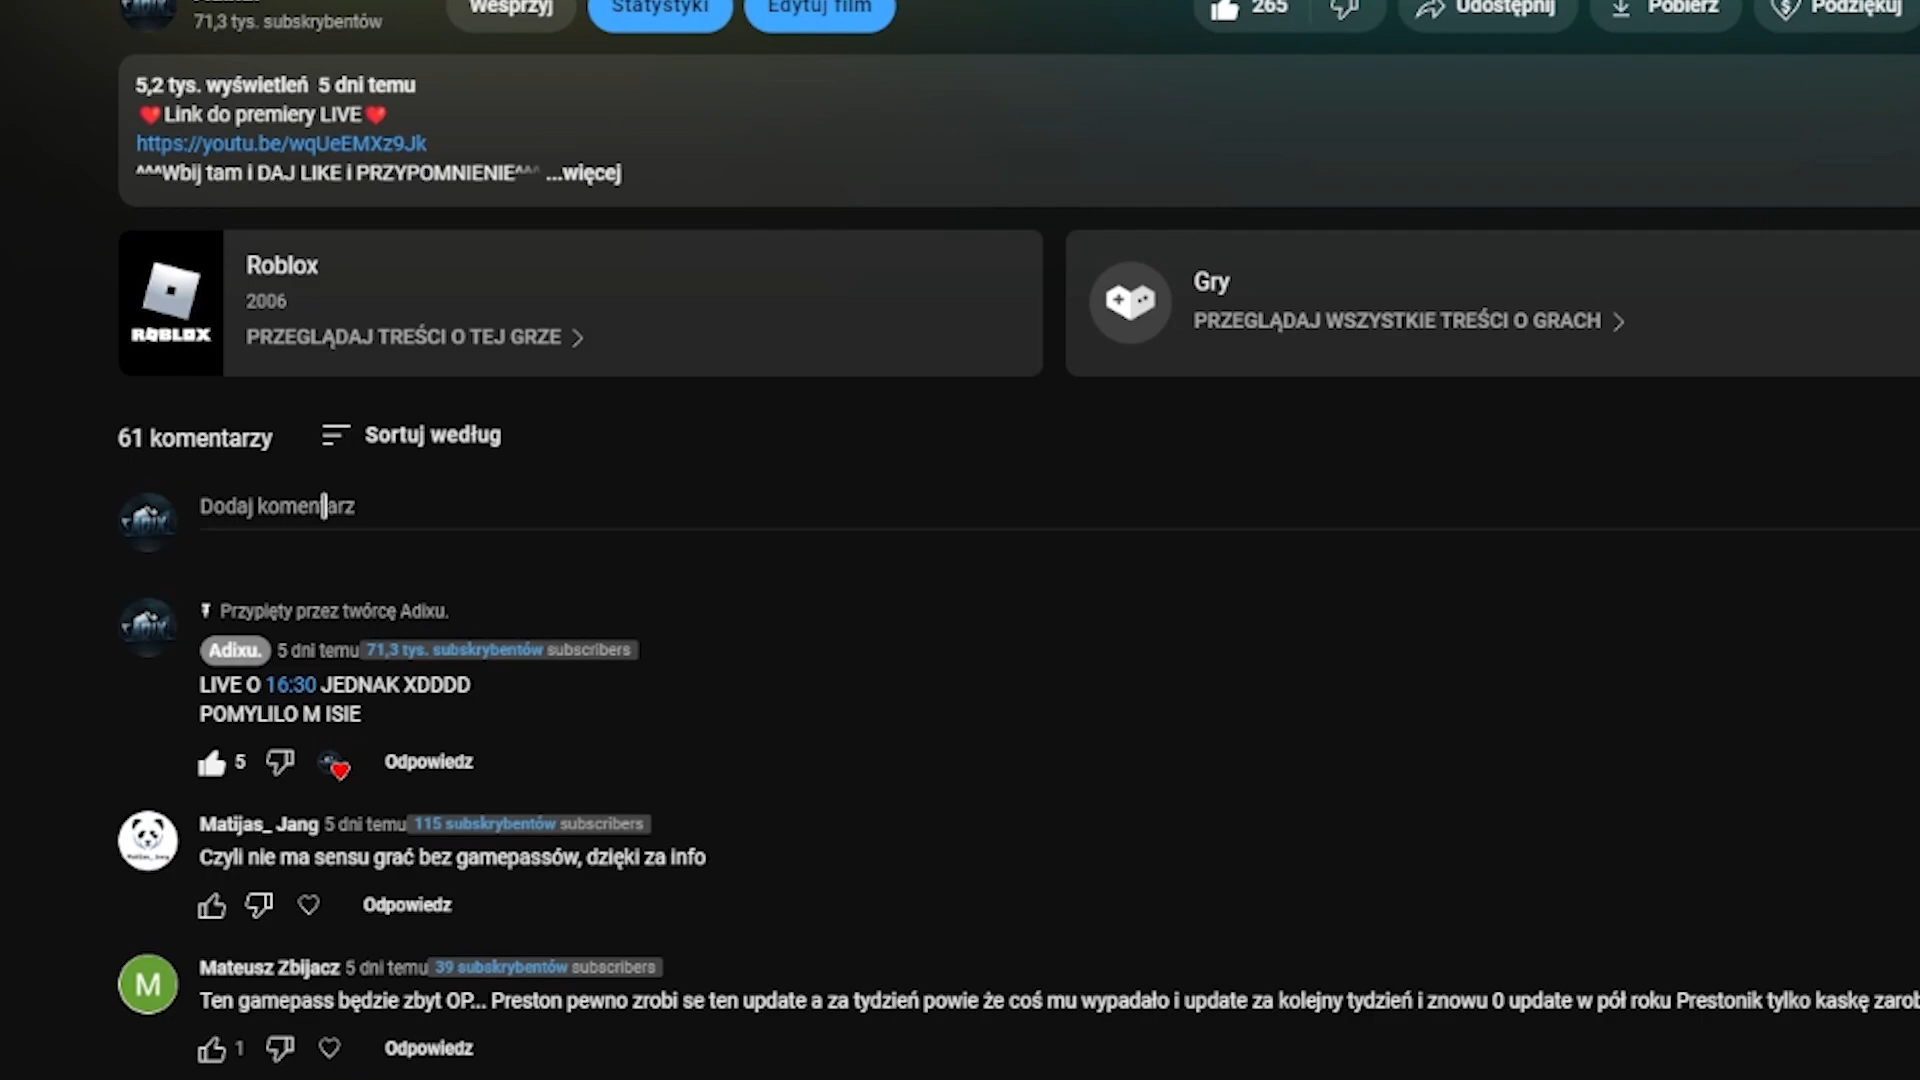 71,3 tys. subskrybentów
Wesprzyj
Statystyki
Edytuj film
265
Udostępnij
Pobierz
Podziękuj
5,2 tys. wyświetleń 5 dni temu
❤Link do premiery LIVE❤
https://youtu.be/wqUeEMXz9Jk
^^^Wbij tam i DAJ LIKE i PRZYPOMNIENIE^^^ ...więcej
ROBLOX
Roblox
2006
PRZEGLĄDAJ TREŚCI O TEJ GRZE
Gry
PRZEGLĄDAJ WSZYSTKIE TREŚCI O GRACH
61 komentarzy
Sortuj według
Dodaj komentarz
Przypięty przez twórcę Adixu.
Adixu. 5 dni temu 71,3 tys. subskrybentów subscribers
LIVE O 16:30 JEDNAK XDDDD
POMYLILO M ISIE
5
Odpowiedz
Matijas_ Jang 5 dni temu 115 subskrybentów subscribers
Czyli nie ma sensu grać bez gamepassów, dzięki za info
Odpowiedz
M
Mateusz Zbijacz 5 dni temu 39 subskrybentów subscribers
Ten gamepass będzie zbyt OP... Preston pewno zrobi se ten update a za tydzień powie że coś mu wypadało i update za kolejny tydzień i znowu 0 update w pół roku Prestonik tylko kaskę zarob
1
Odpowiedz